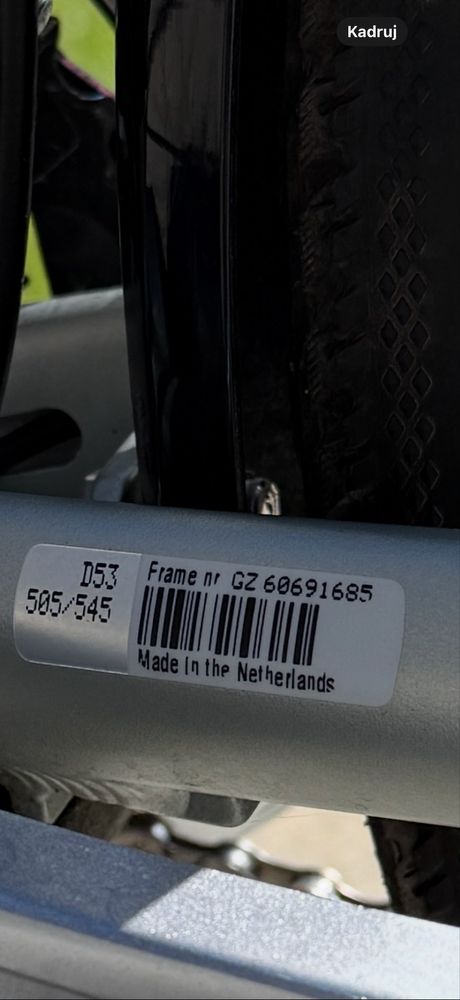 Kadruj
D53
505/545
Frame nr GZ 60691685
Made in the Netherlands